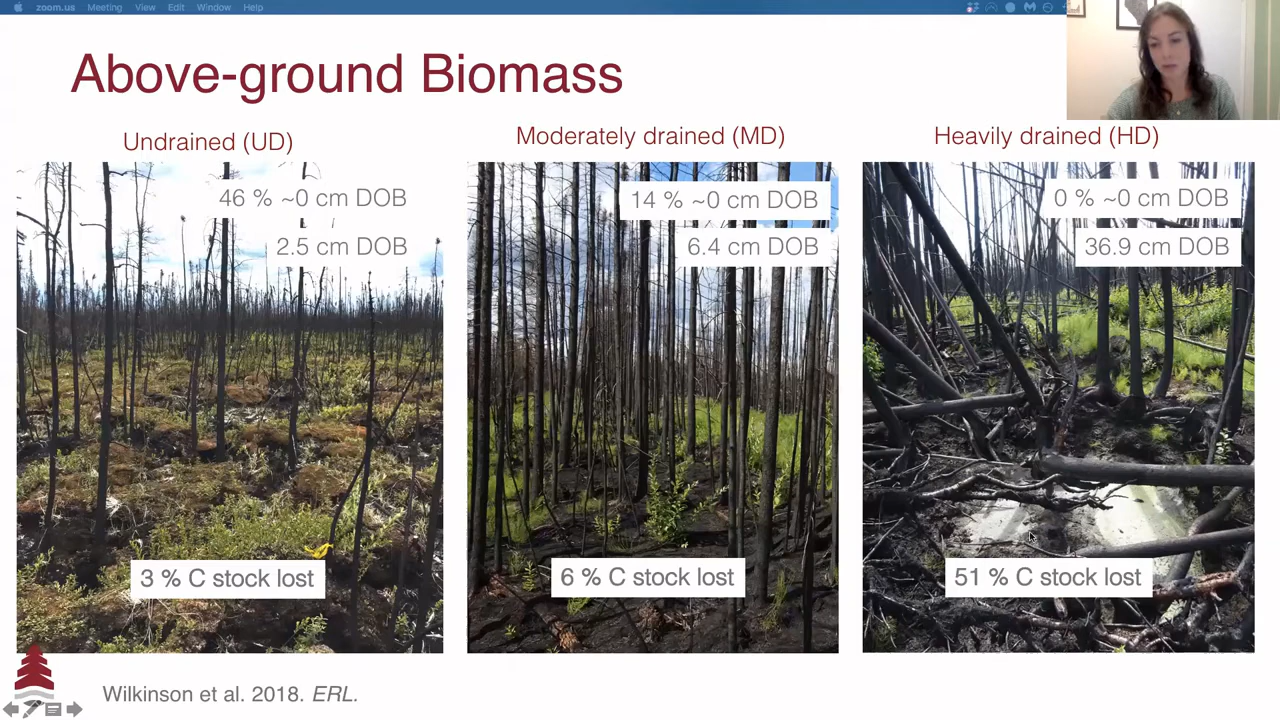 zoom.us Meeting View Edit Window Help
Above-ground Biomass
Undrained (UD)
46 % ~0 cm DOB
2.5 cm DOB
3 % C stock lost
Moderately drained (MD)
14 % ~0 cm DOB
6.4 cm DOB
6 % C stock lost
Heavily drained (HD)
0 % ~0 cm DOB
36.9 cm DOB
51 % C stock lost
Wilkinson et al. 2018. ERL.